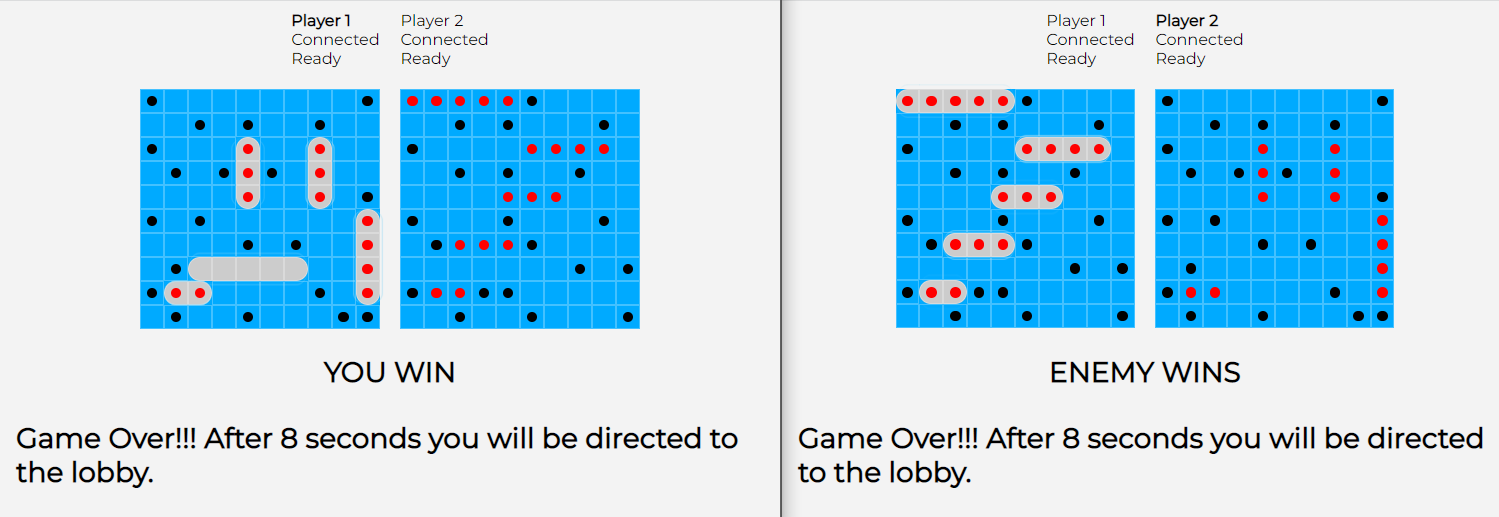 Player 1 Player 2
Connected Connected
Ready Ready
YOU WIN
Game Over!!! After 8 seconds you will be directed to
the lobby.
Player 1 Player 2
Connected Connected
Ready Ready
ENEMY WINS
Game Over!!! After 8 seconds you will be directed
to the lobby.